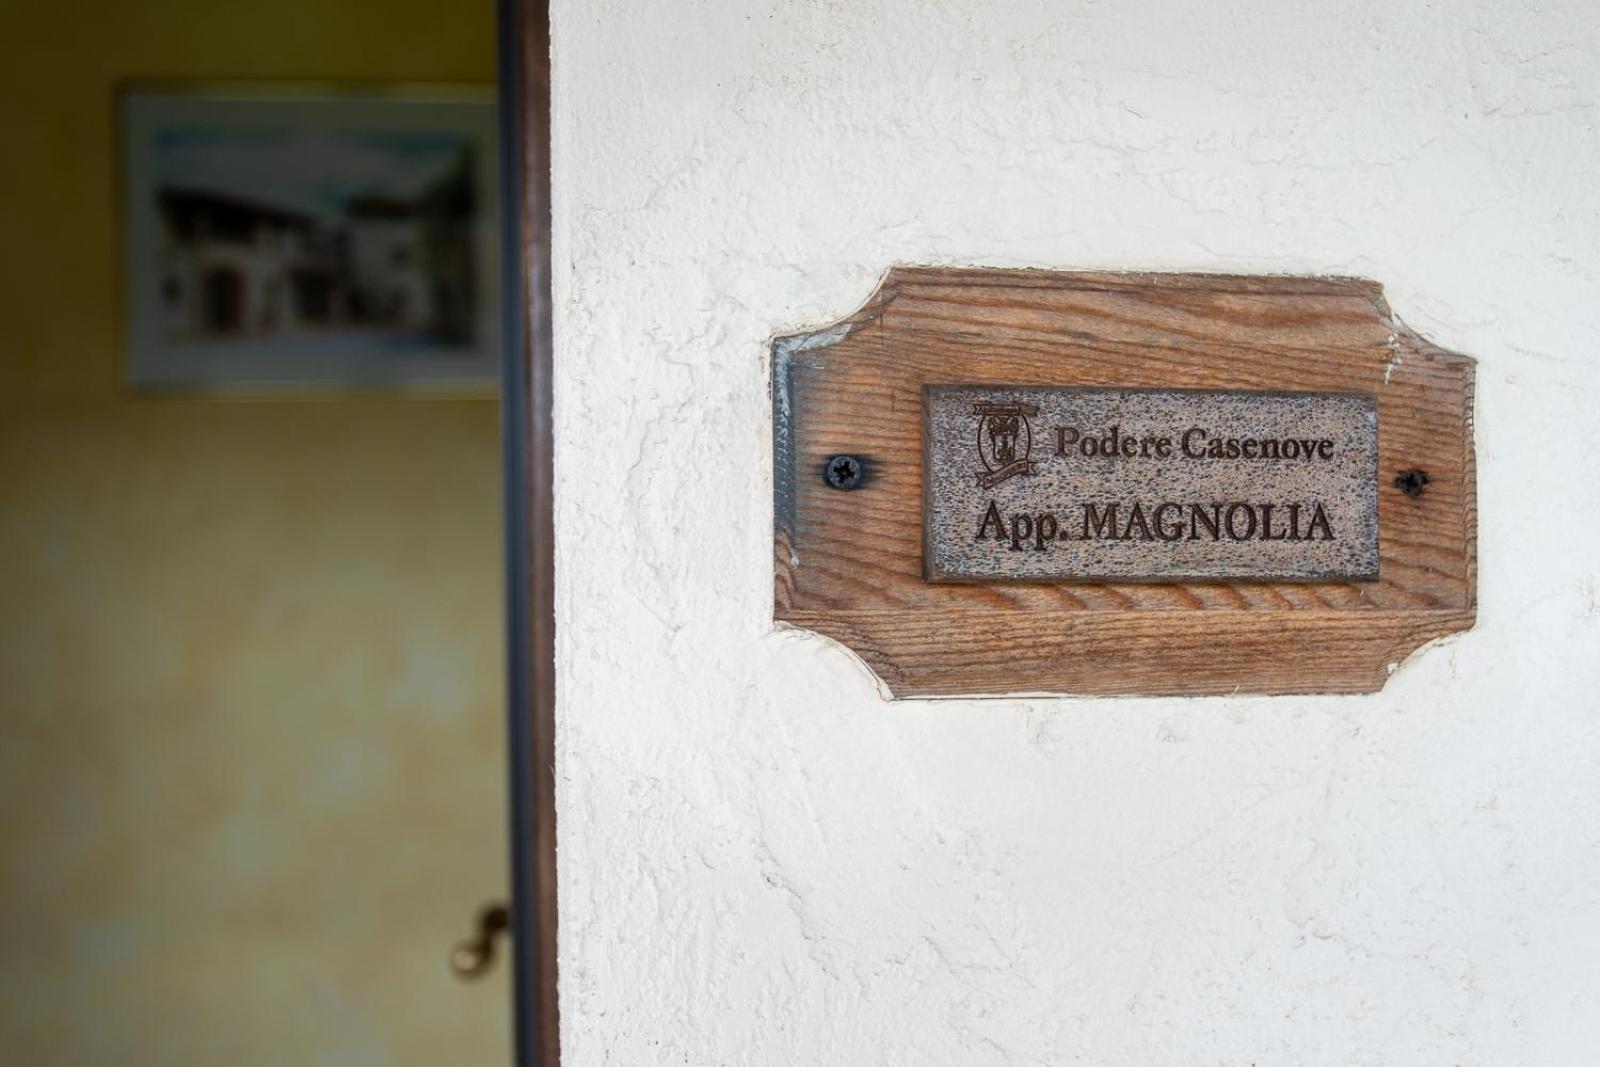 Podere Casenove
App. MAGNOLIA